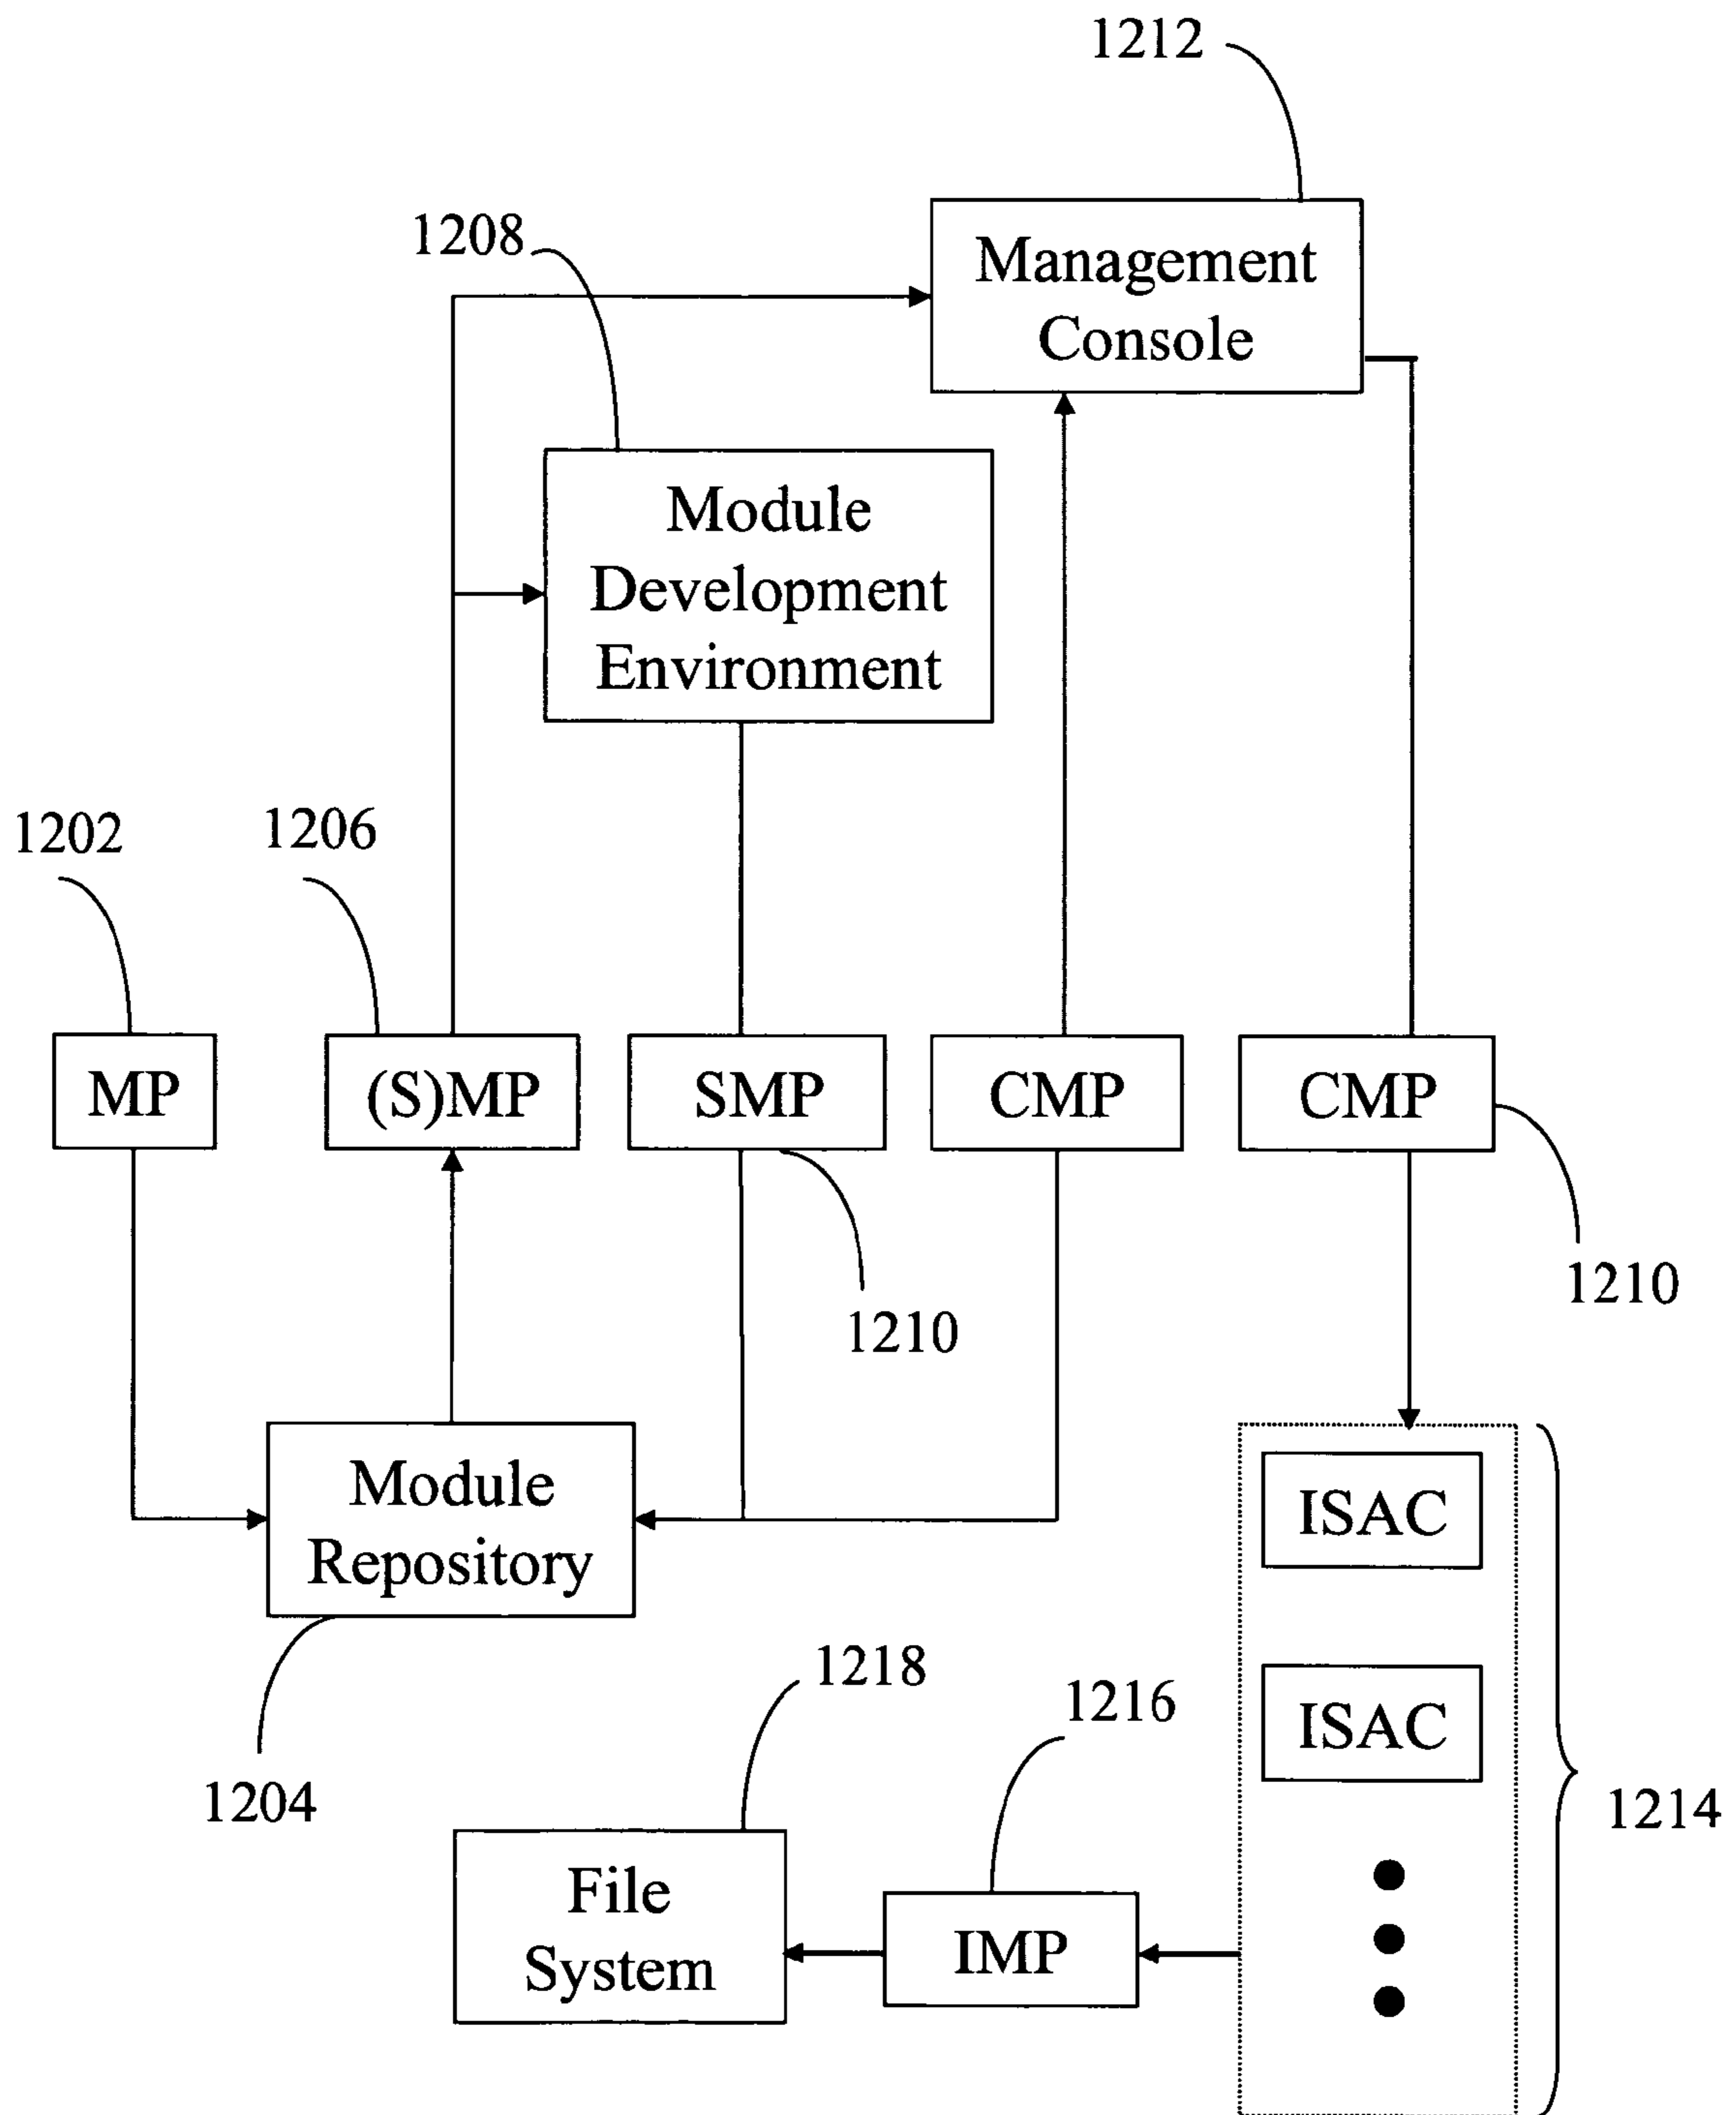 1212
1208
Management
Console
Module
Development
Environment
1202
1206
MP
(S)MP
SMP
CMP
CMP
1210
1210
Module
Repository
ISAC
1218
1216
ISAC
1204
1214
File
System
IMP